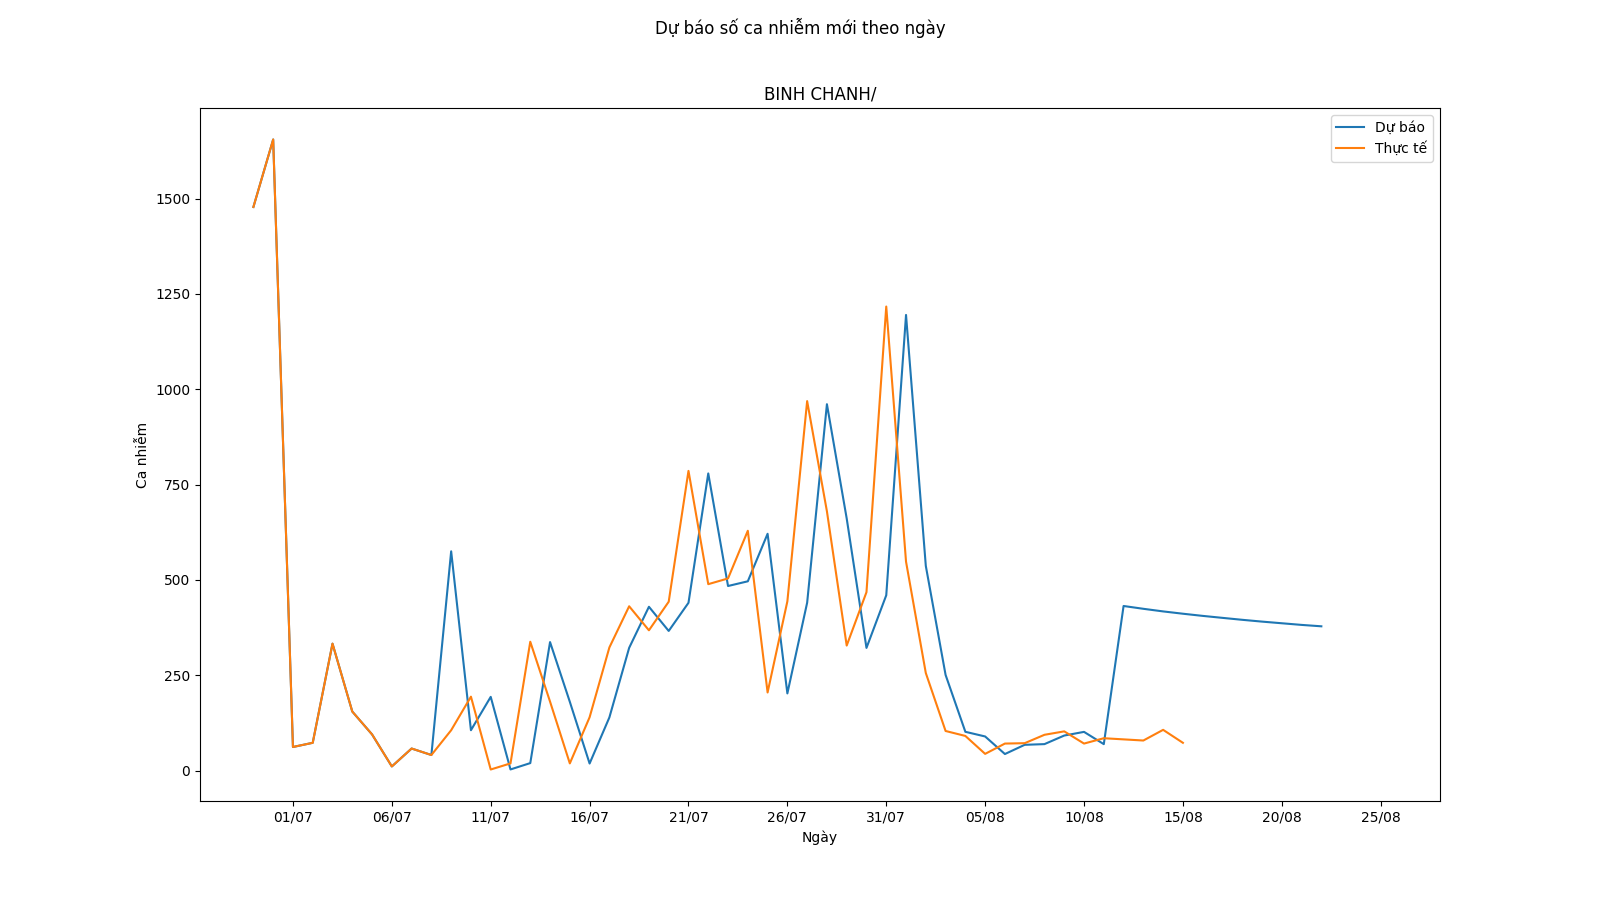 Dự báo số ca nhiễm mới theo ngày
BINH CHANH/
Dự báo
Thực tế
1500
1250
1000
750
500
250
0
Ca nhiễm
01/07 06/07 11/07 16/07 21/07 26/07 31/07 05/08 10/08 15/08 20/08 25/08
Ngày